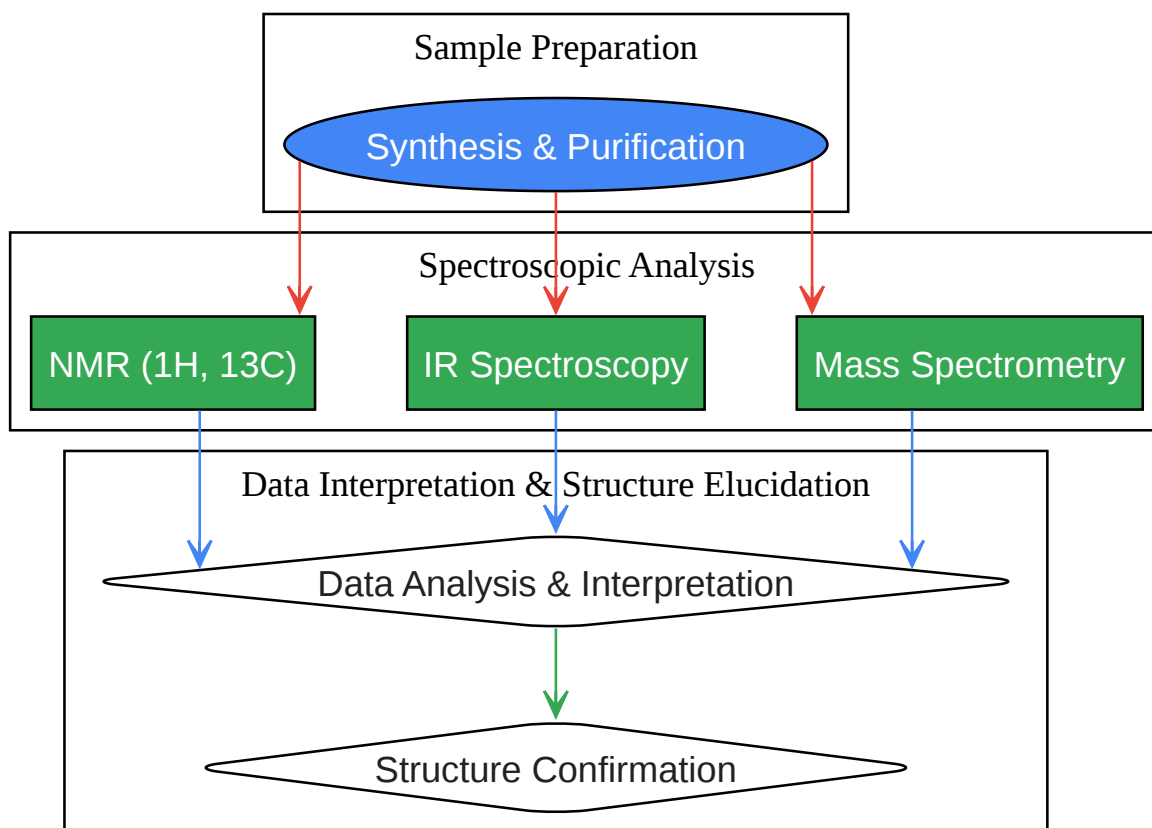 Sample Preparation
Synthesis & Purification
Spectroscopic Analysis
NMR (1H, 13C)
IR Spectroscopy
Mass Spectrometry
Data Interpretation & Structure Elucidation
Data Analysis & Interpretation
Structure Confirmation